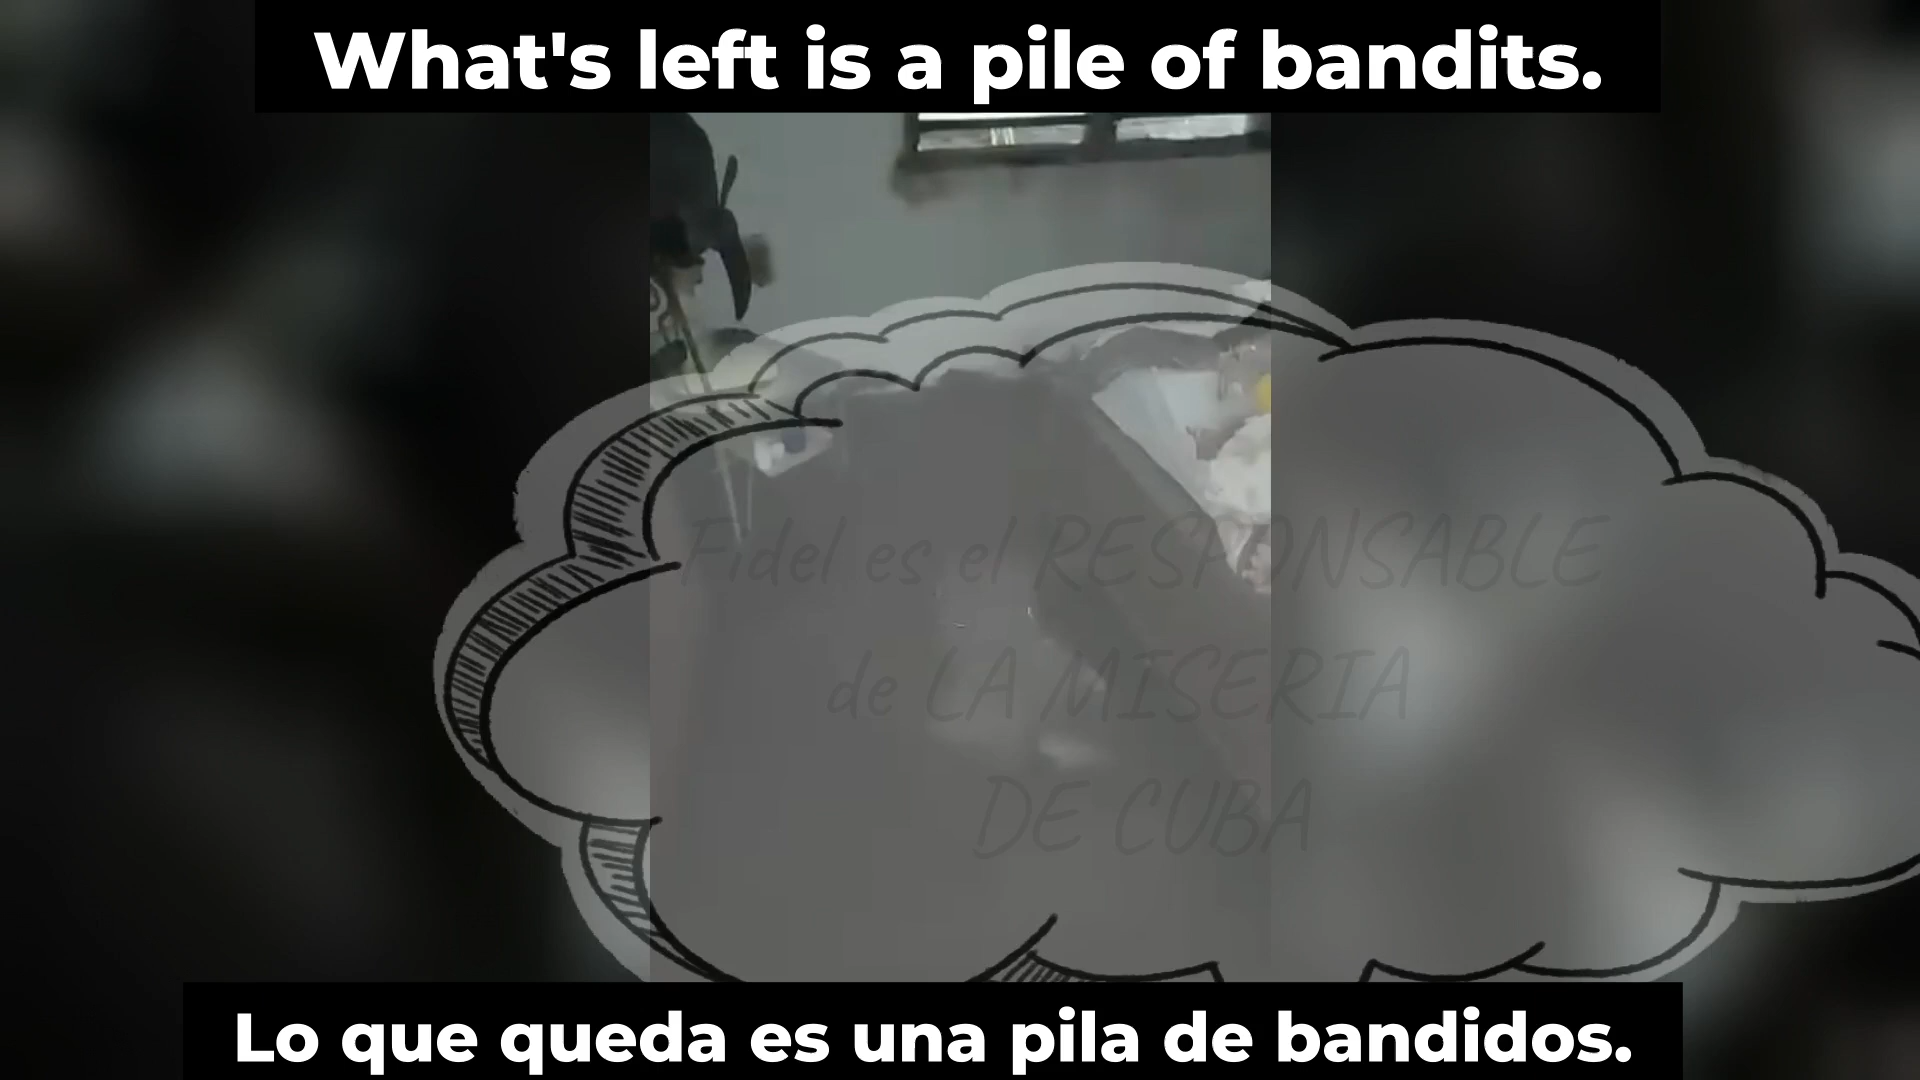 What's left is a pile of bandits.
Fidel es el RESPONSABLE
de LA MISERIA
DE CUBA
Lo que queda es una pila de bandidos.